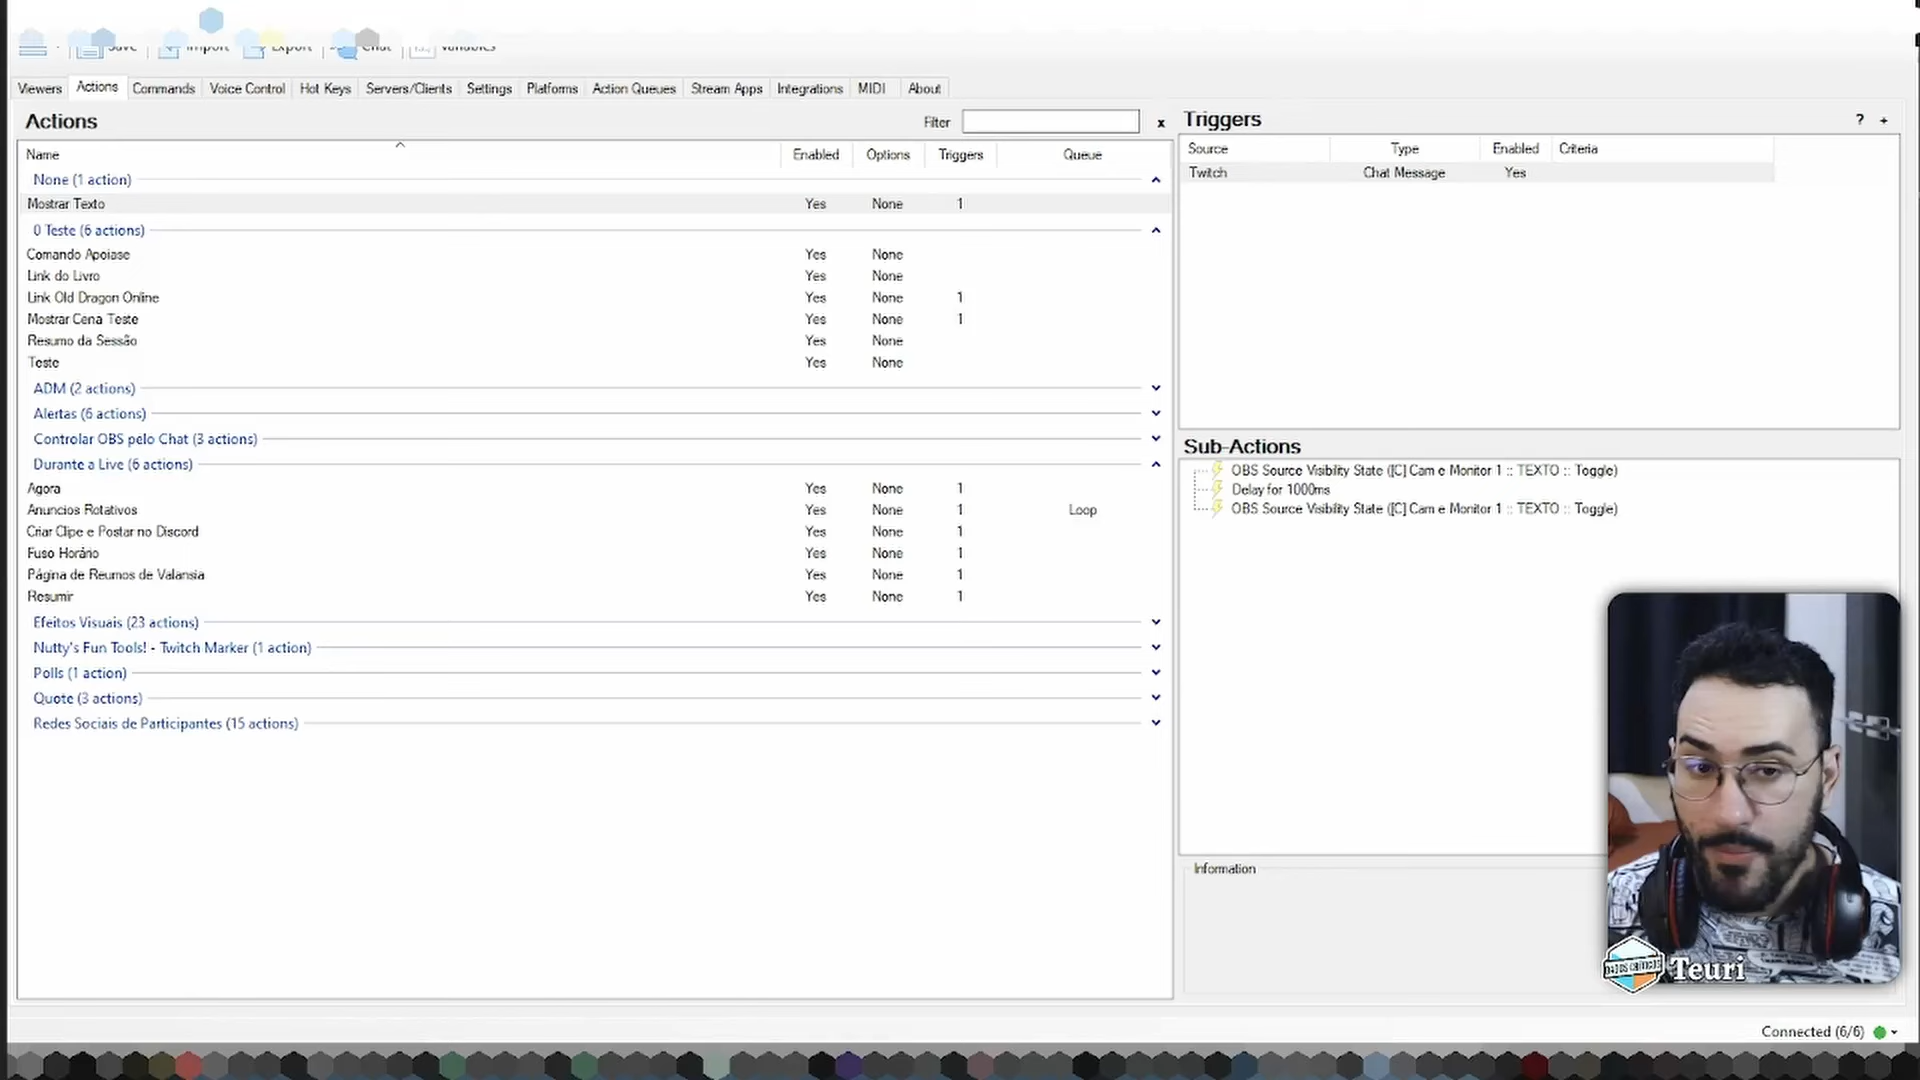 Save Import Export Chat Variables
Viewers Actions Commands Voice Control Hot Keys Servers/Clients Settings Platforms Action Queues Stream Apps Integrations MIDI About
Actions Filter x
Name Enabled Options Triggers Queue
None (1 action)
Mostrar Texto Yes None 1
0 Teste (6 actions)
Comando Apoiase Yes None
Link do Livro Yes None
Link Old Dragon Online Yes None 1
Mostrar Cena Teste Yes None 1
Resumo da Sessão Yes None
Teste Yes None
ADM (2 actions)
Alertas (6 actions)
Controlar OBS pelo Chat (3 actions)
Durante a Live (6 actions)
Agora Yes None 1
Anuncios Rotativos Yes None 1 Loop
Criar Clipe e Postar no Discord Yes None 1
Fuso Horário Yes None 1
Página de Reumos de Valansia Yes None 1
Resumir Yes None 1
Efeitos Visuais (23 actions)
Nutty's Fun Tools! - Twitch Marker (1 action)
Polls (1 action)
Quote (3 actions)
Redes Sociais de Participantes (15 actions)
Triggers ? +
Source Type Enabled Criteria
Twitch Chat Message Yes
Sub-Actions
OBS Source Visibility State ([C] Cam e Monitor 1 :: TEXTO :: Toggle)
Delay for 1000ms
OBS Source Visibility State ([C] Cam e Monitor 1 :: TEXTO :: Toggle)
Information
Teuri
Connected (6/6)